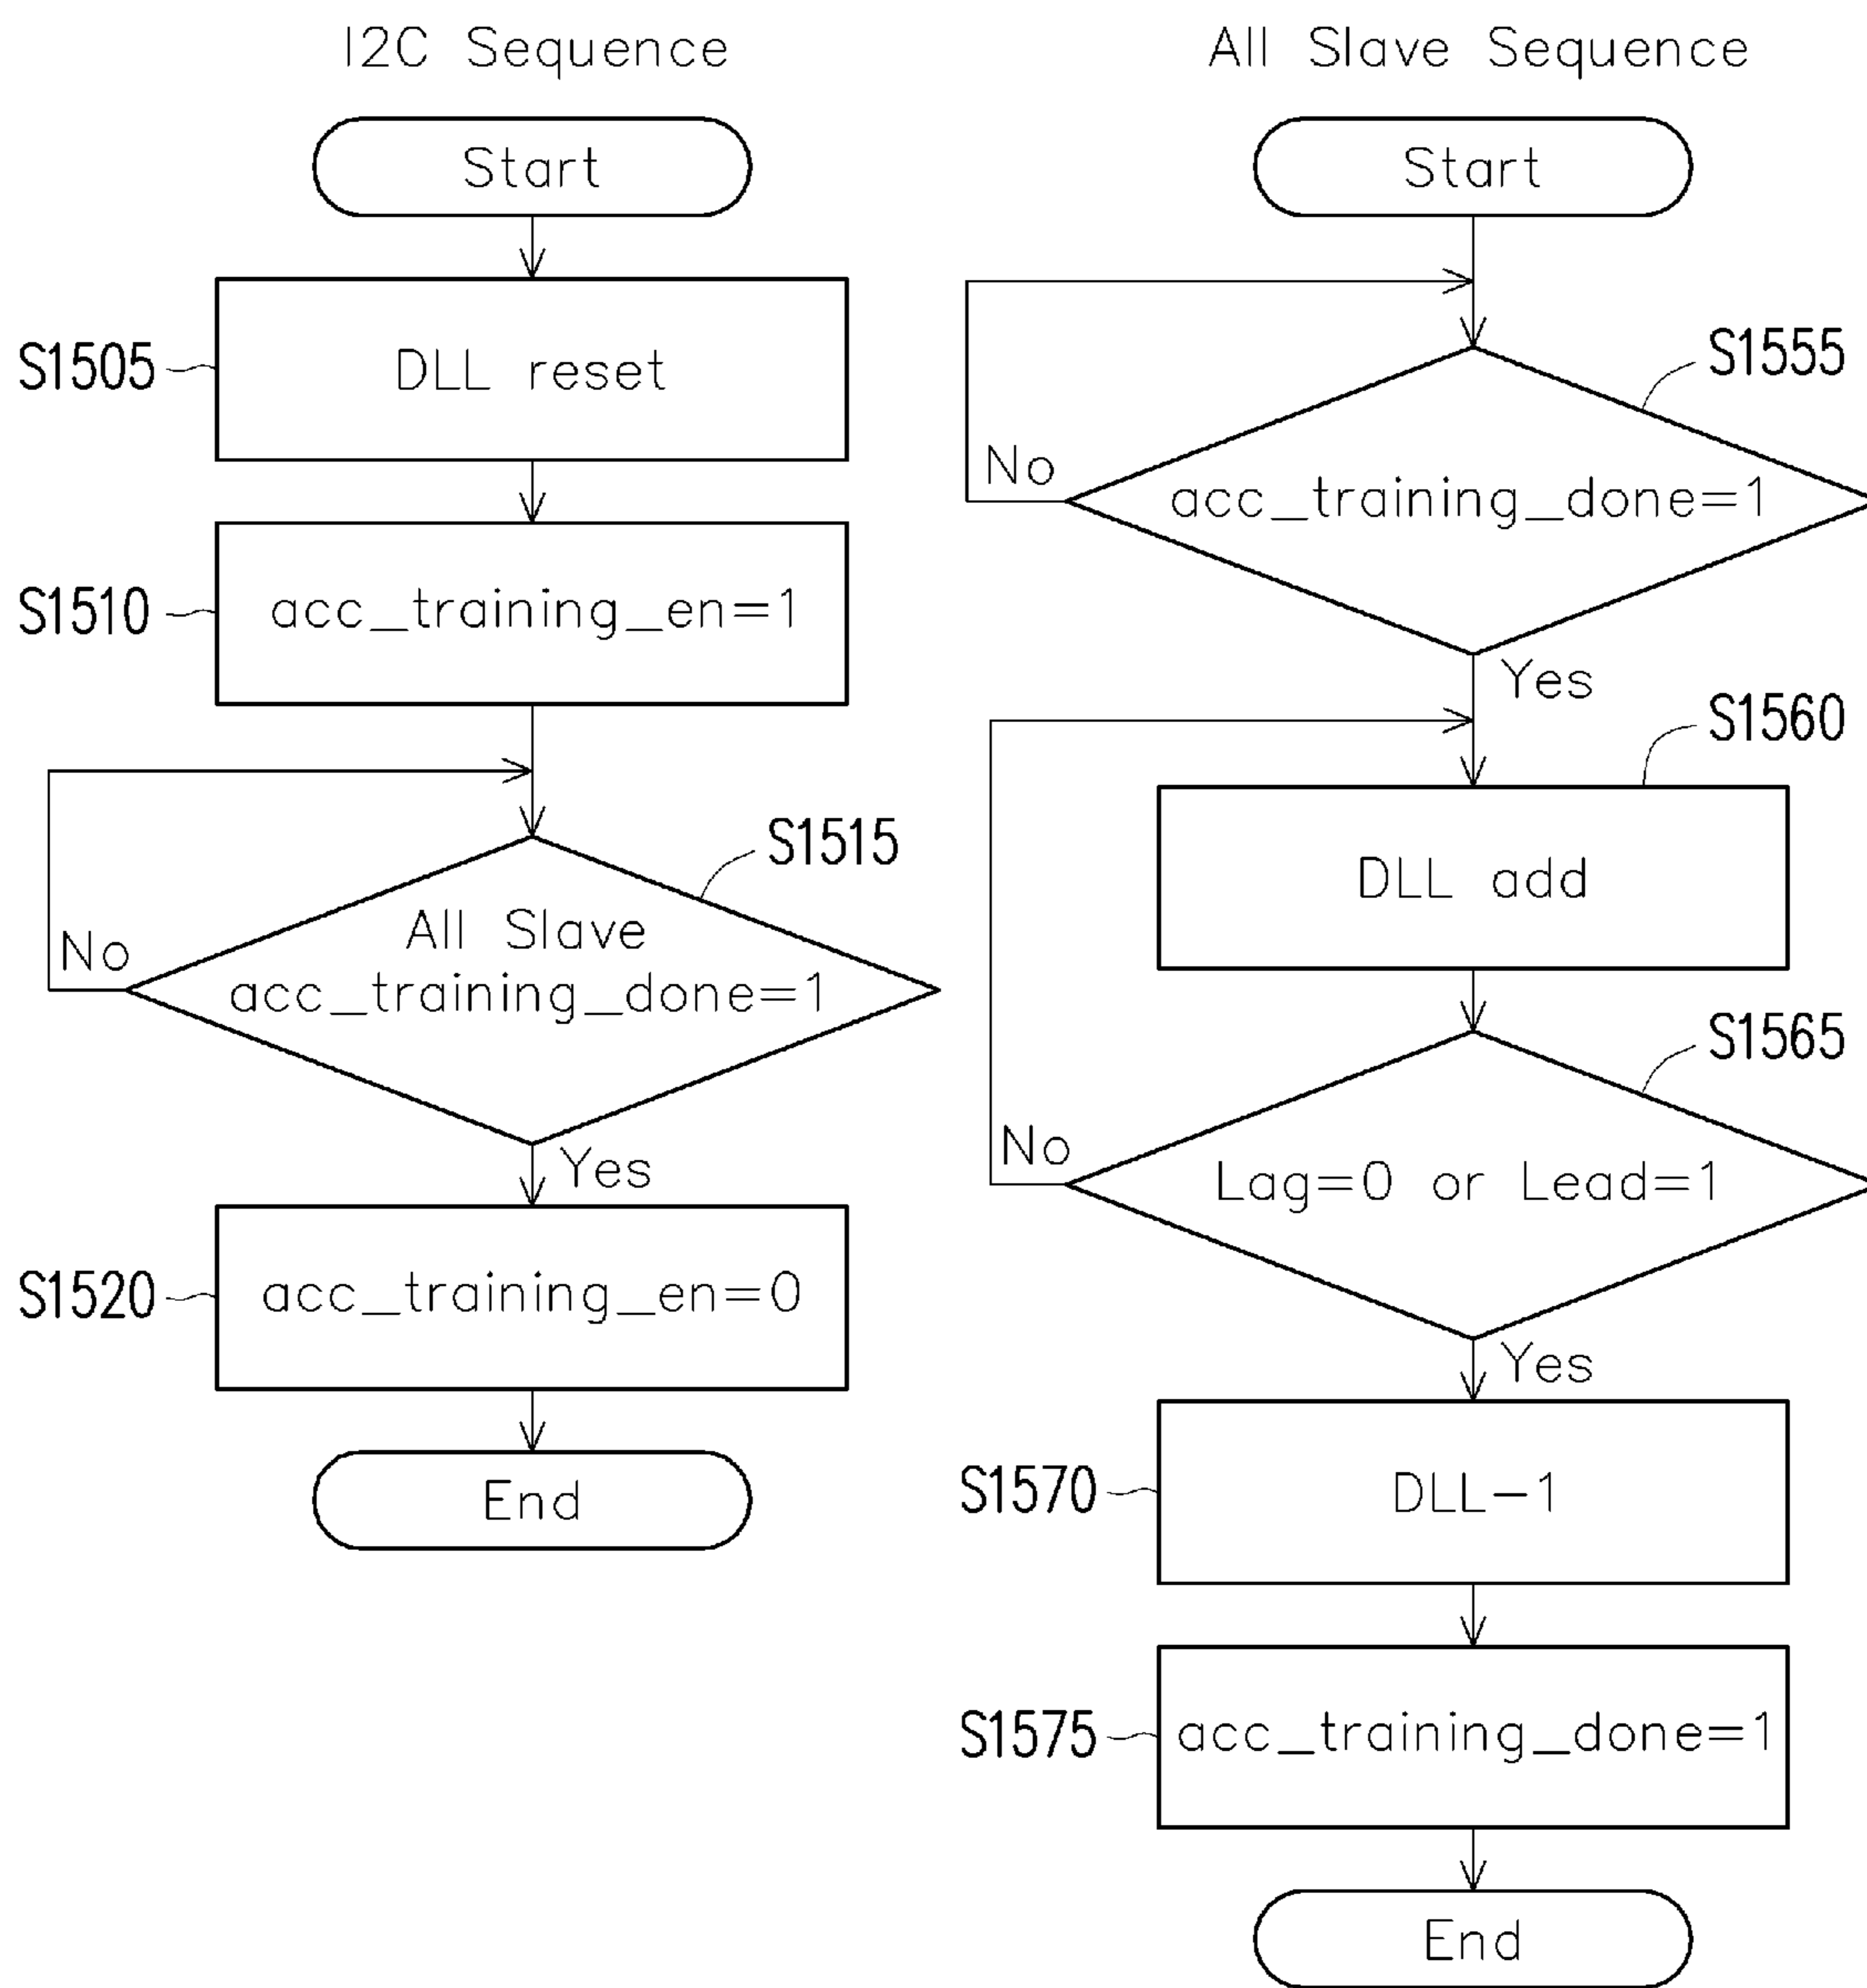 I2C Sequence
Start
S1505
DLL reset
S1510
acc_training_en=1
S1515
All Slave
acc_training_done=1
No
Yes
S1520
acc_training_en=0
End
All Slave Sequence
Start
S1555
No
acc_training_done=1
Yes
S1560
DLL add
S1565
No
Lag=0 or Lead=1
Yes
S1570
DLL-1
S1575
acc_training_done=1
End